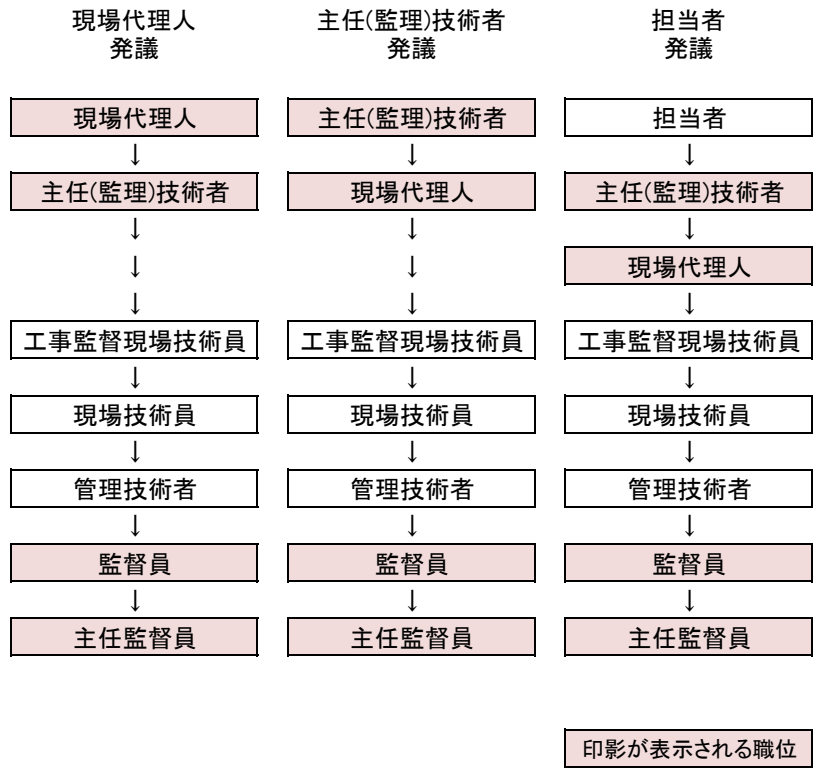 現場代理人
発議
現場代理人
↓
主任(監理)技術者
↓
↓
↓
工事監督現場技術員
↓
現場技術員
↓
管理技術者
↓
監督員
↓
主任監督員
主任(監理)技術者
発議
主任(監理)技術者
↓
現場代理人
↓
↓
↓
工事監督現場技術員
↓
現場技術員
↓
管理技術者
↓
監督員
↓
主任監督員
担当者
発議
担当者
↓
主任(監理)技術者
↓
現場代理人
↓
工事監督現場技術員
↓
現場技術員
↓
管理技術者
↓
監督員
↓
主任監督員
印影が表示される職位